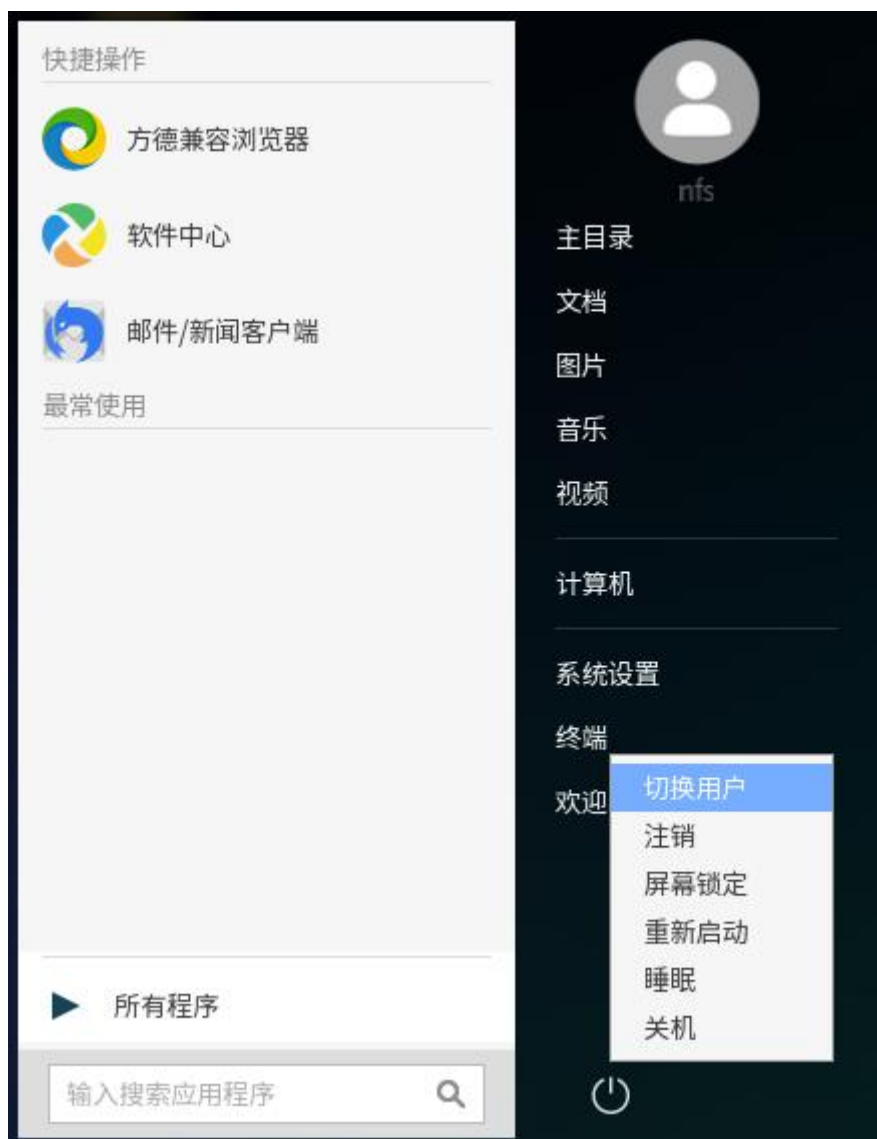 快捷操作
方德兼容浏览器
软件中心
邮件/新闻客户端
最常使用
所有程序
输入搜索应用程序
nfs
主目录
文档
图片
音乐
视频
计算机
系统设置
终端
欢迎
切换用户
注销
屏幕锁定
重新启动
睡眠
关机